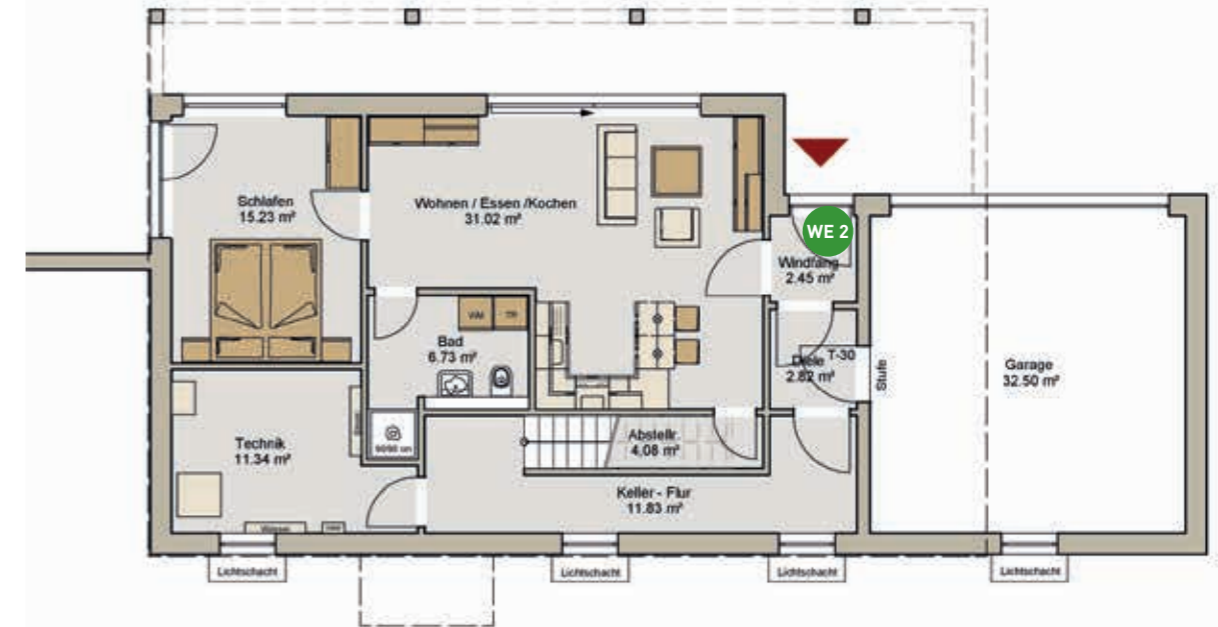 Schlafen
15.23 m²
Wohnen / Essen /Kochen
31.02 m²
WE 2
Windfang
2.45 m²
WM
TR
Bad
6.73 m²
Diele
2.82 m²
T-30
Stufe
Garage
32.50 m²
Technik
11.34 m²
Abstellr.
4.08 m²
Keller - Flur
11.83 m²
Lichtschacht
Lichtschacht
Lichtschacht
Lichtschacht